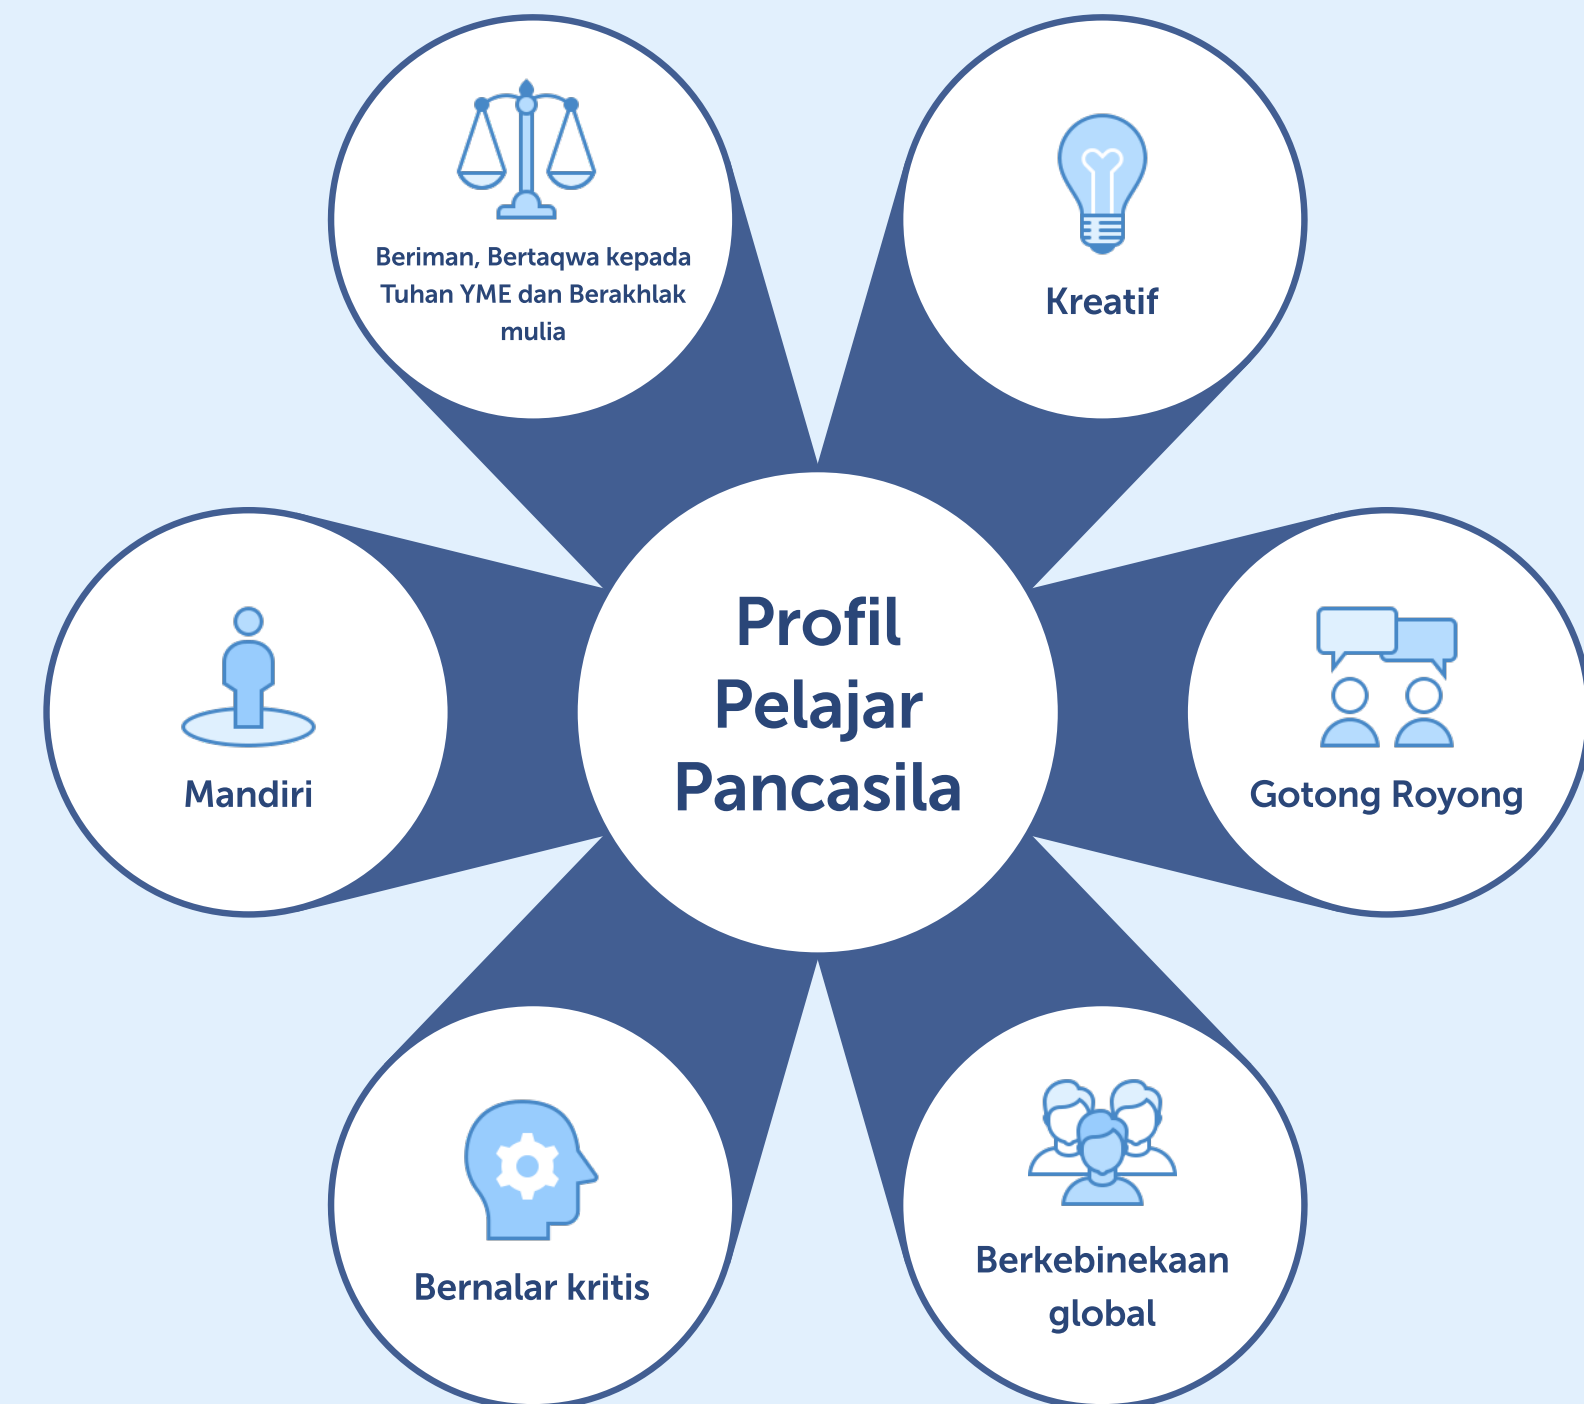 Beriman, Bertaqwa kepada
Tuhan YME dan Berakhlak
mulia
Kreatif
Profil
Pelajar
Pancasila
Mandiri
Gotong Royong
Bernalar kritis
Berkebinekaan
global